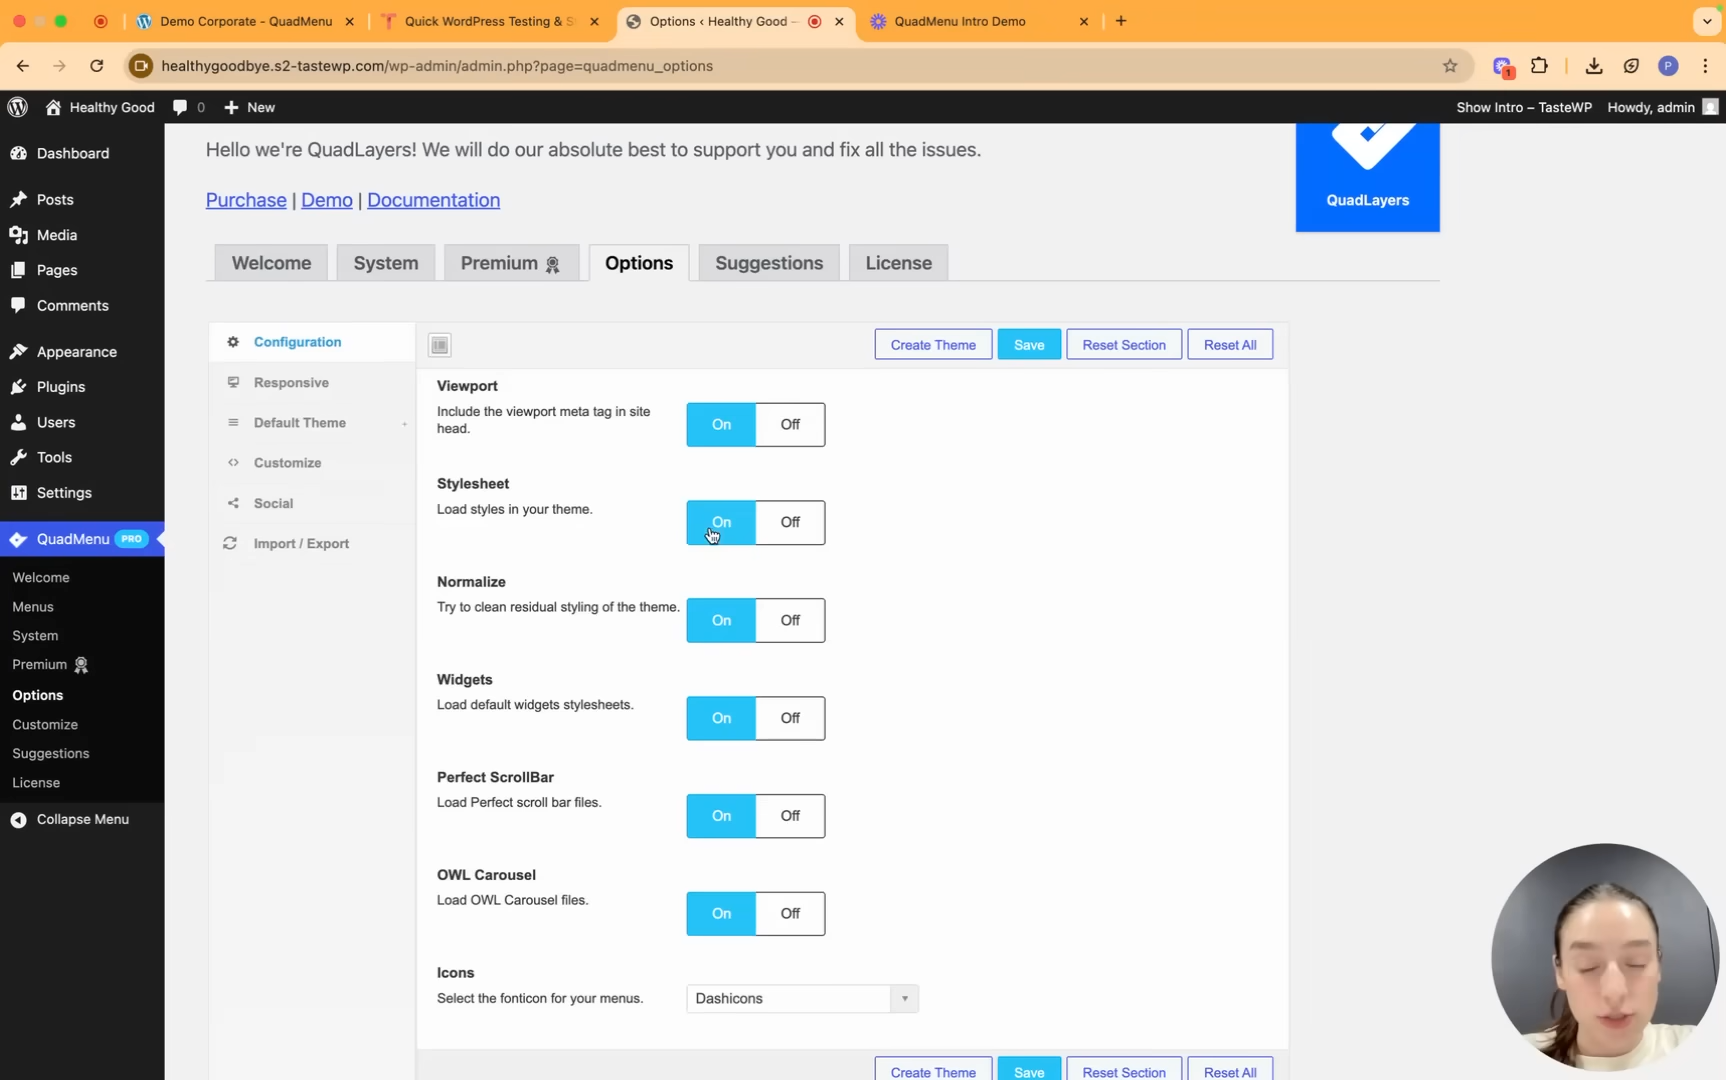 Demo Corporate - QuadMenu
Quick WordPress Testing & S
Options ‹ Healthy Good –
QuadMenu Intro Demo
healthygoodbye.s2-tastewp.com/wp-admin/admin.php?page=quadmenu_options
1
P
Healthy Good
0
New
Show Intro – TasteWP
Howdy, admin
Dashboard
Posts
Media
Pages
Comments
Appearance
Plugins
Users
Tools
Settings
QuadMenu PRO
Welcome
Menus
System
Premium
Options
Customize
Suggestions
License
Collapse Menu
Hello we're QuadLayers! We will do our absolute best to support you and fix all the issues.
Purchase | Demo | Documentation
QuadLayers
Welcome
System
Premium
Options
Suggestions
License
Configuration
Responsive
Default Theme
Customize
Social
Import / Export
Create Theme
Save
Reset Section
Reset All
Viewport
Include the viewport meta tag in site
head.
On
Off
Stylesheet
Load styles in your theme.
On
Off
Normalize
Try to clean residual styling of the theme.
On
Off
Widgets
Load default widgets stylesheets.
On
Off
Perfect ScrollBar
Load Perfect scroll bar files.
On
Off
OWL Carousel
Load OWL Carousel files.
On
Off
Icons
Select the fonticon for your menus.
Dashicons
Create Theme
Save
Reset Section
Reset All